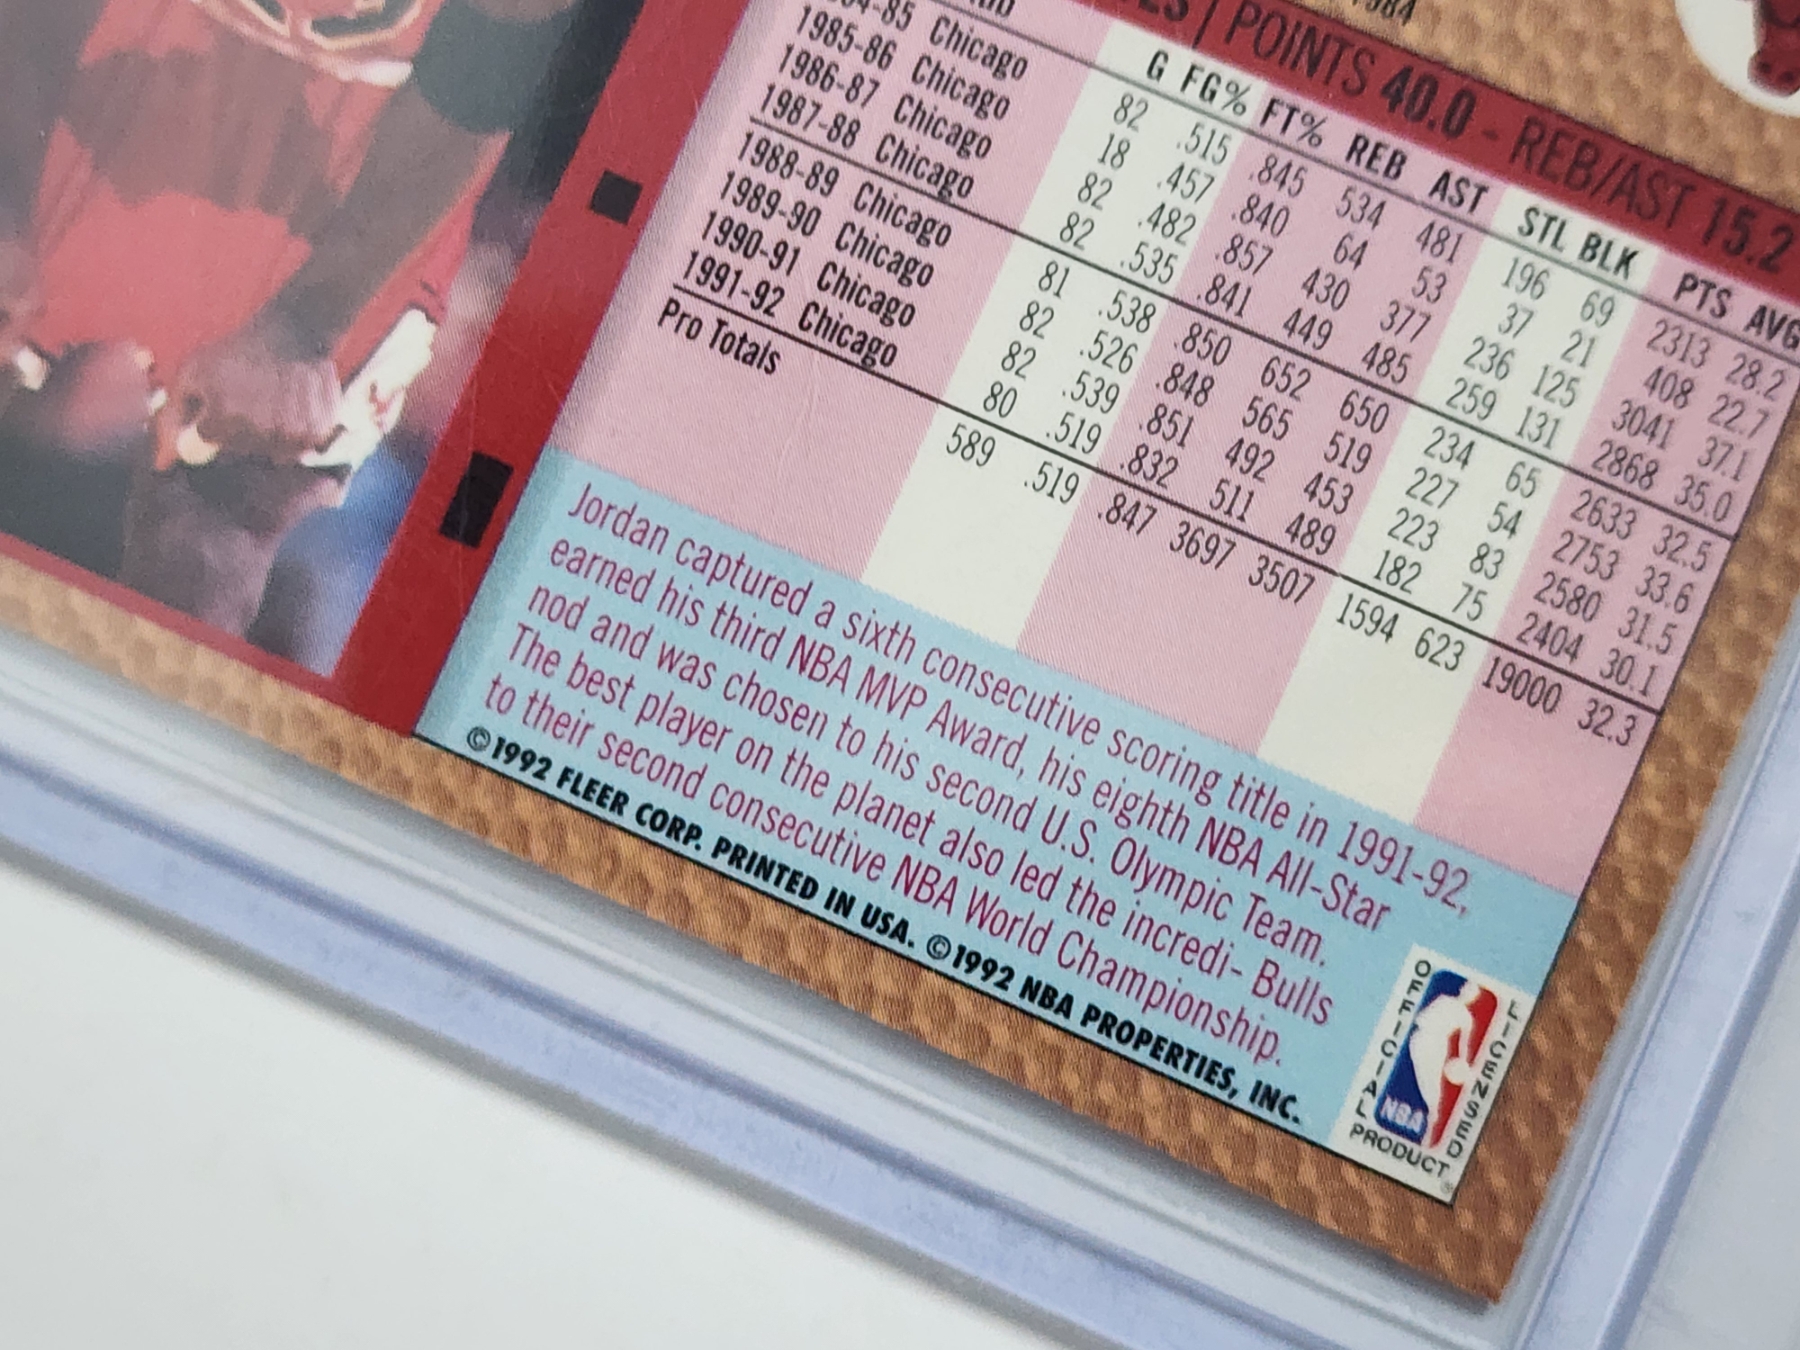 1984
POINTS 40.0 - REB/AST 15.2
G FG% FT% REB AST STL BLK PTS AVG
84-85 Chicago 82 .515 .845 534 481 196 69 2313 28.2
1985-86 Chicago 18 .457 .840 64 53 37 21 408 22.7
1986-87 Chicago 82 .482 .857 430 377 236 125 3041 37.1
1987-88 Chicago 82 .535 .841 449 485 259 131 2868 35.0
1988-89 Chicago 81 .538 .850 652 650 234 65 2633 32.5
1989-90 Chicago 82 .526 .848 565 519 227 54 2753 33.6
1990-91 Chicago 82 .539 .851 492 453 223 83 2580 31.5
1991-92 Chicago 80 .519 .832 511 489 182 75 2404 30.1
Pro Totals 589 .519 .847 3697 3507 1594 623 19000 32.3
Jordan captured a sixth consecutive scoring title in 1991-92,
earned his third NBA MVP Award, his eighth NBA All-Star
nod and was chosen to his second U.S. Olympic Team.
The best player on the planet also led the incredi- Bulls
to their second consecutive NBA World Championship.
©1992 FLEER CORP. PRINTED IN USA. ©1992 NBA PROPERTIES, INC.
OFFICIAL LICENSED
NBA
PRODUCT